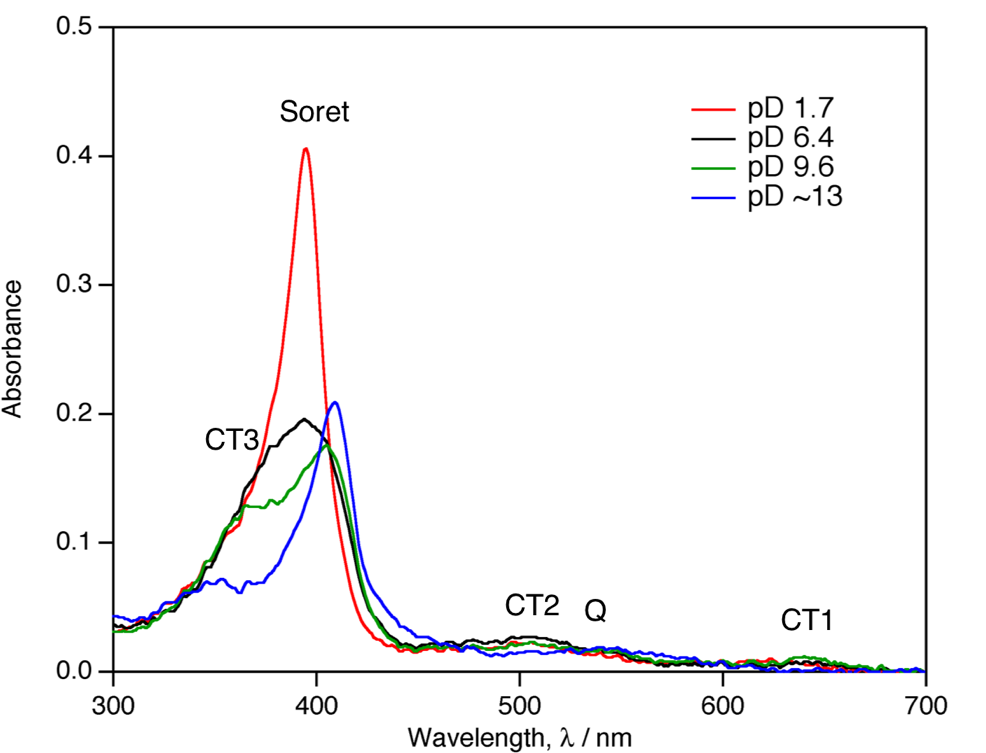 0.5
0.4
0.3
0.2
0.1
0.0
Absorbance
Soret
pD 1.7
pD 6.4
pD 9.6
pD ~13
CT3
CT2
Q
CT1
300 400 500 600 700
Wavelength, λ / nm